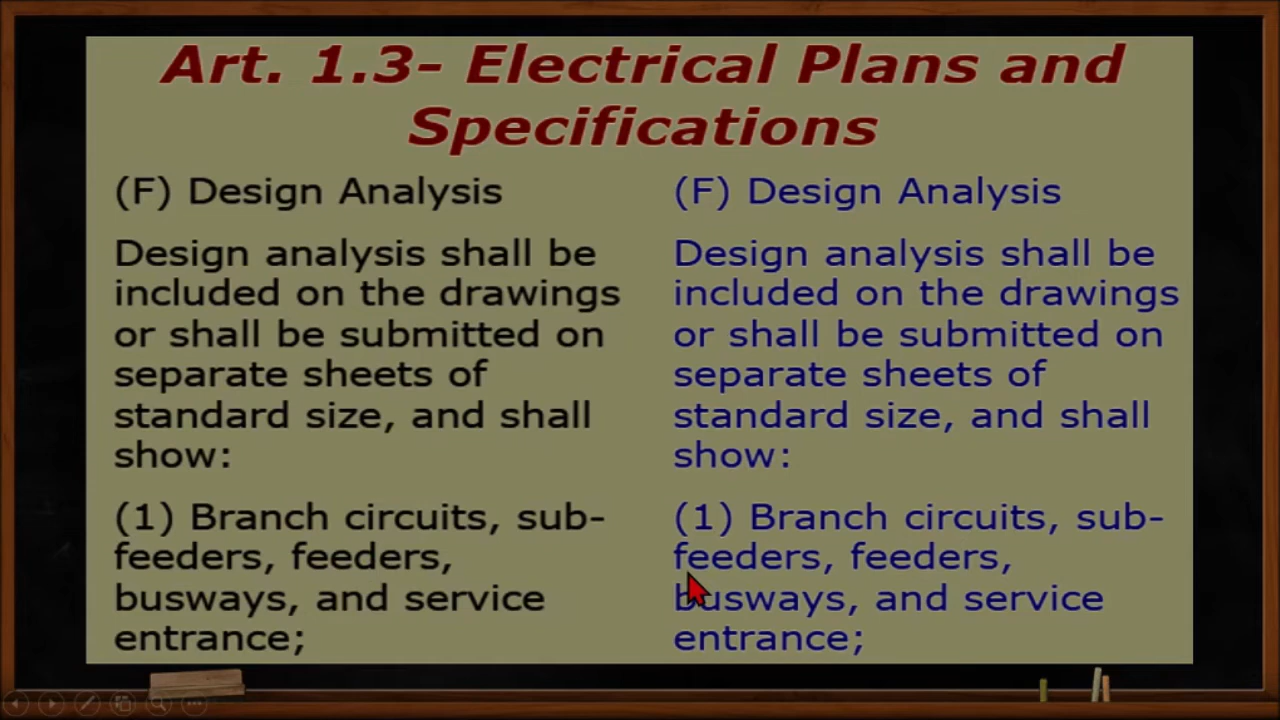 Art. 1.3- Electrical Plans and
Specifications
(F) Design Analysis
Design analysis shall be
included on the drawings
or shall be submitted on
separate sheets of
standard size, and shall
show:
(1) Branch circuits, sub-
feeders, feeders,
busways, and service
entrance;
(F) Design Analysis
Design analysis shall be
included on the drawings
or shall be submitted on
separate sheets of
standard size, and shall
show:
(1) Branch circuits, sub-
feeders, feeders,
busways, and service
entrance;